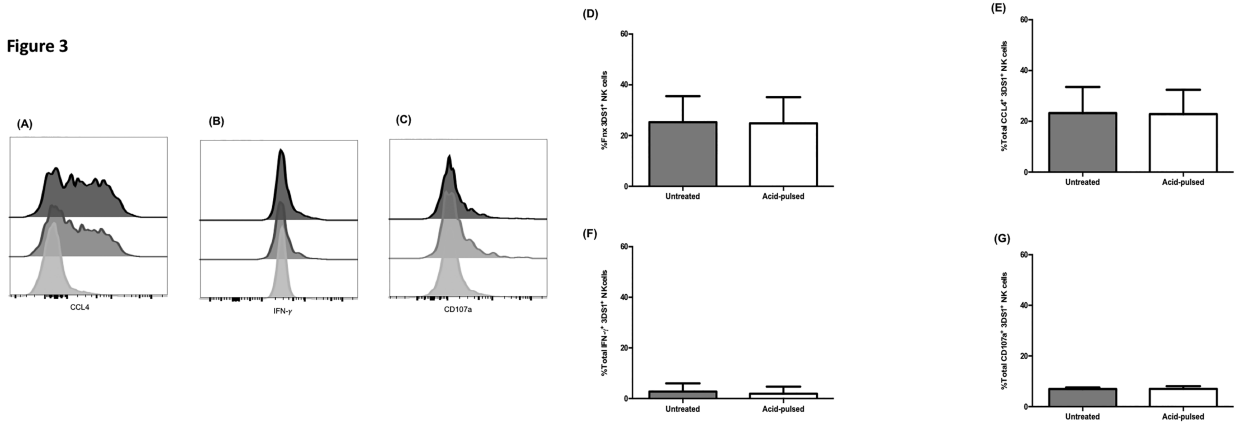 Figure 3
(A)
CCL4
(B)
IFN-γ
(C)
CD107a
(D)
%Fnx 3DS1⁺ NK cells
60
40
20
0
Untreated
Acid-pulsed
(E)
%Total CCL4⁺ 3DS1⁺ NK cells
60
40
20
0
Untreated
Acid-pulsed
(F)
%Total IFN-γ⁺ 3DS1⁺ NKcells
60
40
20
0
Untreated
Acid-pulsed
(G)
%Total CD107a⁺ 3DS1⁺ NK cells
60
40
20
0
Untreated
Acid-pulsed